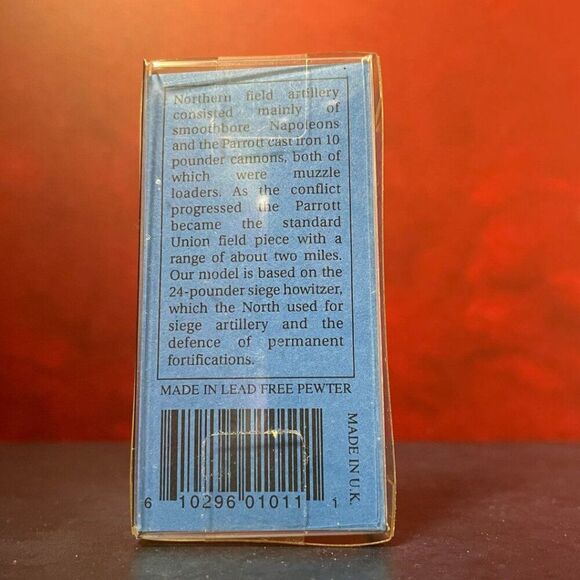 Northern field artillery
consisted mainly of
smoothbore Napoleons
and the Parrott cast iron 10
pounder cannons, both of
which were muzzle
loaders. As the conflict
progressed the Parrott
became the standard
Union field piece with a
range of about two miles.
Our model is based on the
24-pounder siege howitzer,
which the North used for
siege artillery and the
defence of permanent
fortifications.
MADE IN LEAD FREE PEWTER
MADE IN U.K.
6 10296 01011 1